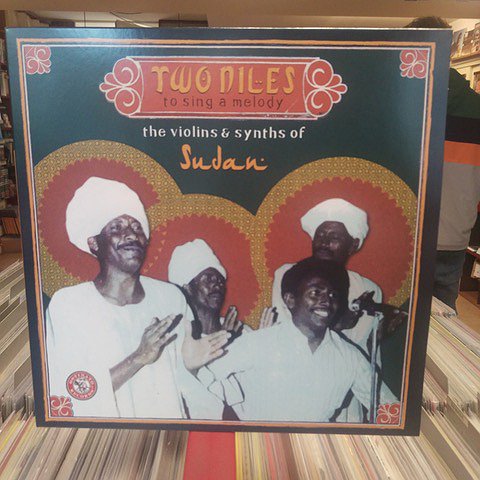 TWO NILES
to sing a melody
the violins & synths of
Sudan